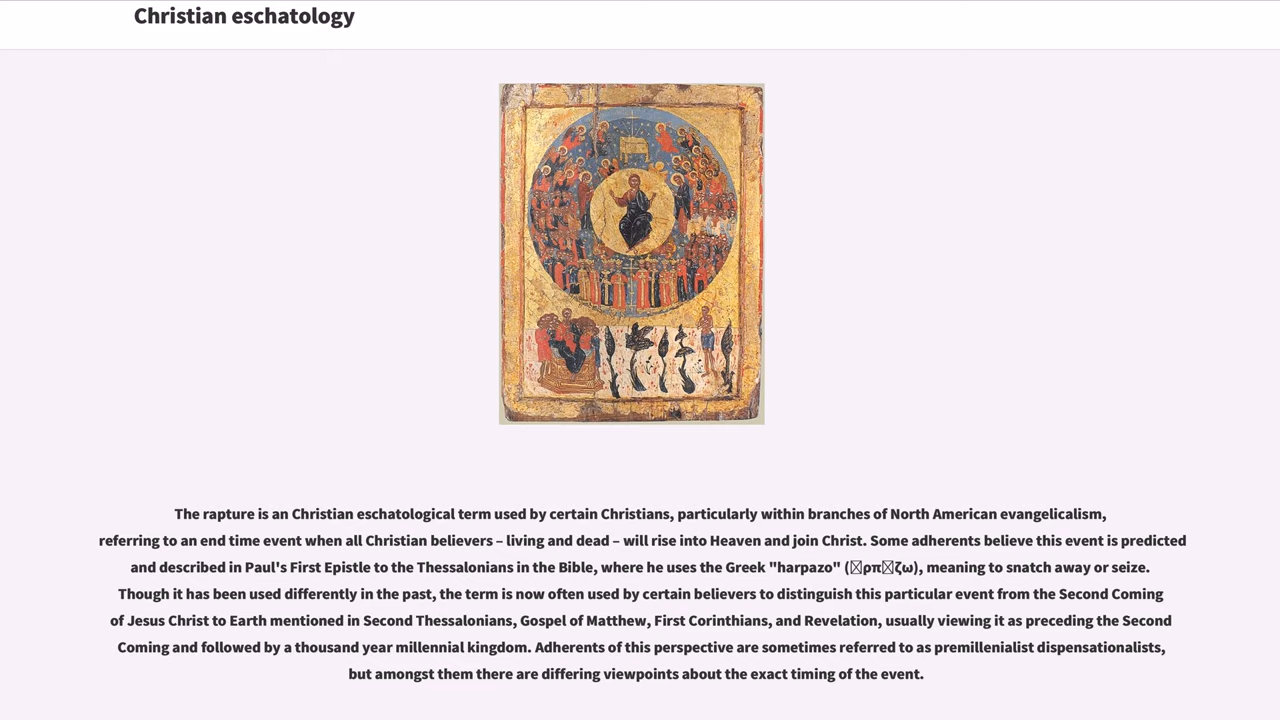 Christian eschatology
The rapture is an Christian eschatological term used by certain Christians, particularly within branches of North American evangelicalism,
referring to an end time event when all Christian believers – living and dead – will rise into Heaven and join Christ. Some adherents believe this event is predicted
and described in Paul's First Epistle to the Thessalonians in the Bible, where he uses the Greek "harpazo" (□ρπ□ζω), meaning to snatch away or seize.
Though it has been used differently in the past, the term is now often used by certain believers to distinguish this particular event from the Second Coming
of Jesus Christ to Earth mentioned in Second Thessalonians, Gospel of Matthew, First Corinthians, and Revelation, usually viewing it as preceding the Second
Coming and followed by a thousand year millennial kingdom. Adherents of this perspective are sometimes referred to as premillenialist dispensationalists,
but amongst them there are differing viewpoints about the exact timing of the event.